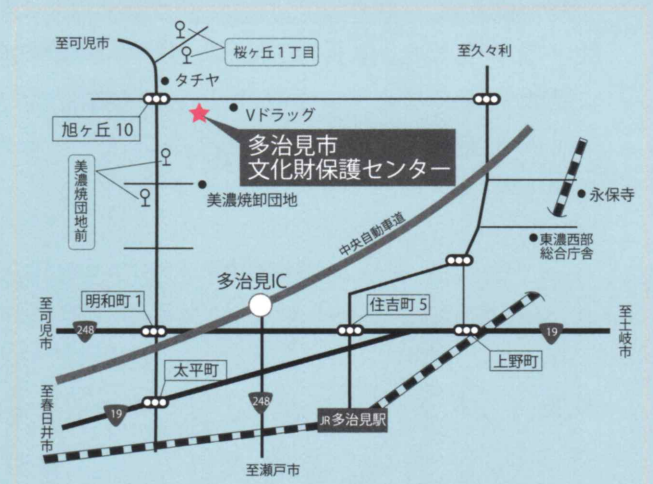 至可児市
桜ヶ丘1丁目
至久々利
タチヤ
旭ヶ丘 10
Vドラッグ
多治見市
文化財保護センター
美濃焼団地前
美濃焼卸団地
永保寺
中央自動車道
東濃西部
総合庁舎
多治見IC
至可児市
明和町 1
住吉町 5
至土岐市
248
19
上野町
太平町
至春日井市
19
248
JR多治見駅
至瀬戸市